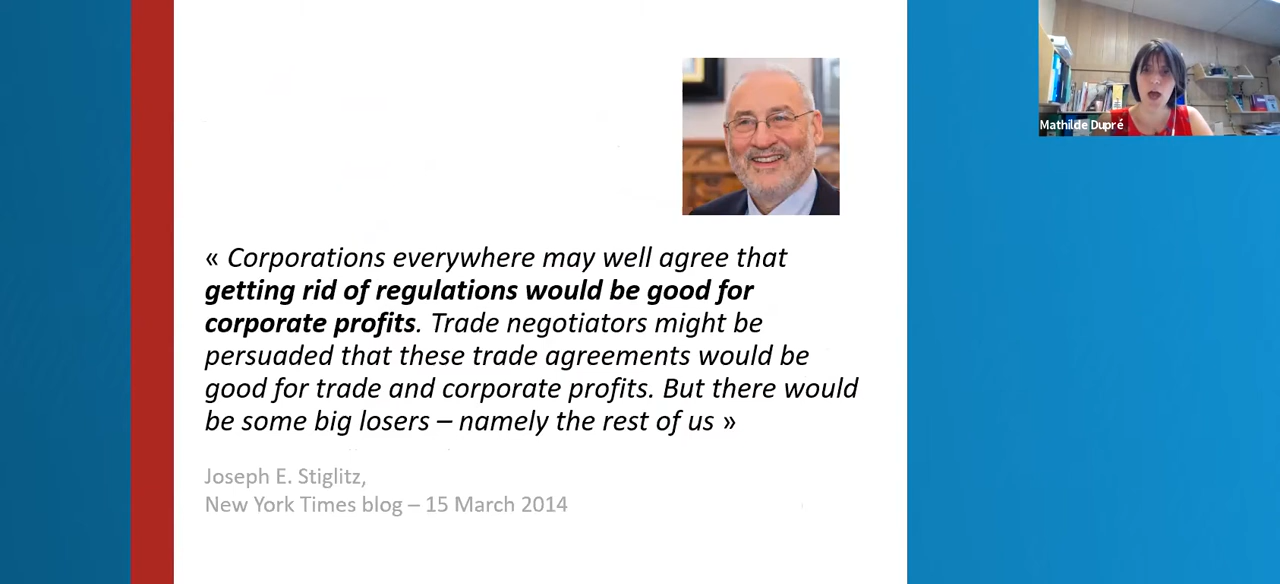 Mathilde Dupré
« Corporations everywhere may well agree that
getting rid of regulations would be good for
corporate profits. Trade negotiators might be
persuaded that these trade agreements would be
good for trade and corporate profits. But there would
be some big losers – namely the rest of us »
Joseph E. Stiglitz,
New York Times blog – 15 March 2014